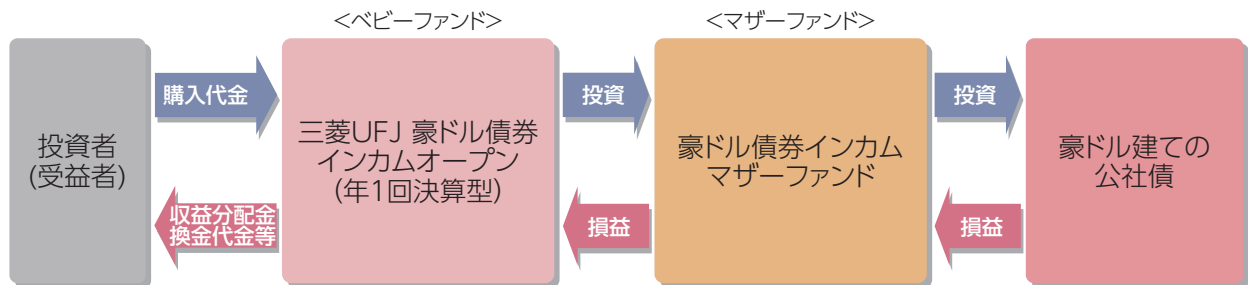 <ベビーファンド>
<マザーファンド>
投資者
(受益者)
購入代金
収益分配金
換金代金等
三菱UFJ 豪ドル債券
インカムオープン
(年1回決算型)
投資
損益
豪ドル債券インカム
マザーファンド
投資
損益
豪ドル建ての
公社債